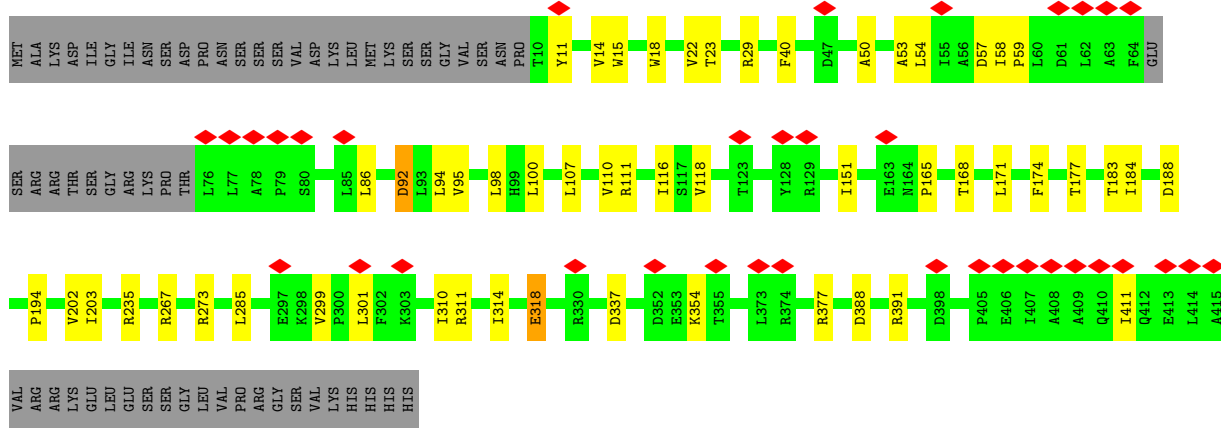 MET ALA LYS ASP ILE GLY ILE ASN SER ASP PRO ASN SER SER SER VAL ASP LYS LEU MET LYS SER SER GLY VAL SER ASN PRO T10 Y11 V14 W15 W18 V22 T23 R29 F40 D47 A50 A53 L54 I55 A56 D57 I58 P59 L60 D61 L62 A63 F64 GLU
SER ARG ARG THR SER GLY ARG LYS PRO THR L76 L77 A78 P79 S80 L85 L86 D92 L93 L94 V95 L98 H99 L100 L107 V110 R111 I116 S117 V118 T123 Y128 R129 I151 E163 N164 P165 T168 L171 F174 T177 T183 I184 D188
P194 V202 I203 R235 R267 R273 L285 E297 K298 V299 P300 L301 F302 K303 I310 R311 I314 E318 R330 D337 D352 E353 K354 T355 L373 R374 R377 D388 R391 D398 P405 E406 I407 A408 A409 Q410 I411 Q412 E413 L414 A415
VAL ARG ARG LYS GLU LEU GLU SER SER GLY LEU VAL PRO ARG GLY SER VAL LYS HIS HIS HIS HIS